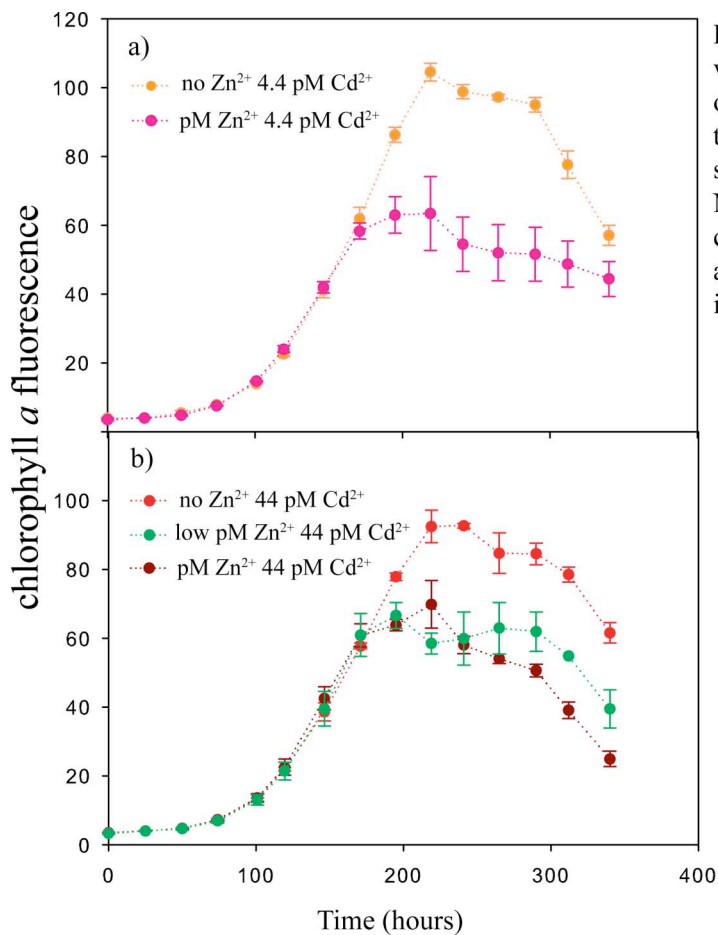 120
a)
no Zn²⁺ 4.4 pM Cd²⁺
100
pM Zn²⁺ 4.4 pM Cd²⁺
80
60
40
20
chlorophyll a fluorescence
b)
no Zn²⁺ 44 pM Cd²⁺
100
low pM Zn²⁺ 44 pM Cd²⁺
80
pM Zn²⁺ 44 pM Cd²⁺
60
40
20
0
0 100 200 300 400
Time (hours)